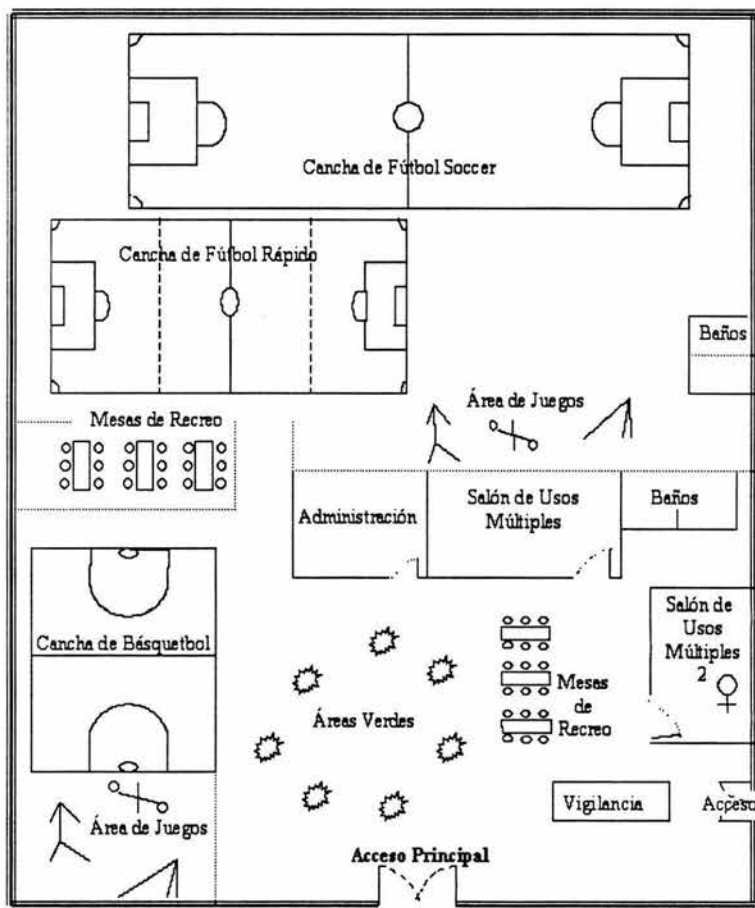 Cancha de Fútbol Soccer
Cancha de Fútbol Rápido
Baños
Área de Juegos
Mesas de Recreo
Administración
Salón de Usos
Múltiples
Baños
Salón de
Usos
Múltiples
2
Cancha de Básquetbol
Mesas
de
Recreo
Áreas Verdes
Vigilancia
Acceso
Área de Juegos
Acceso Principal